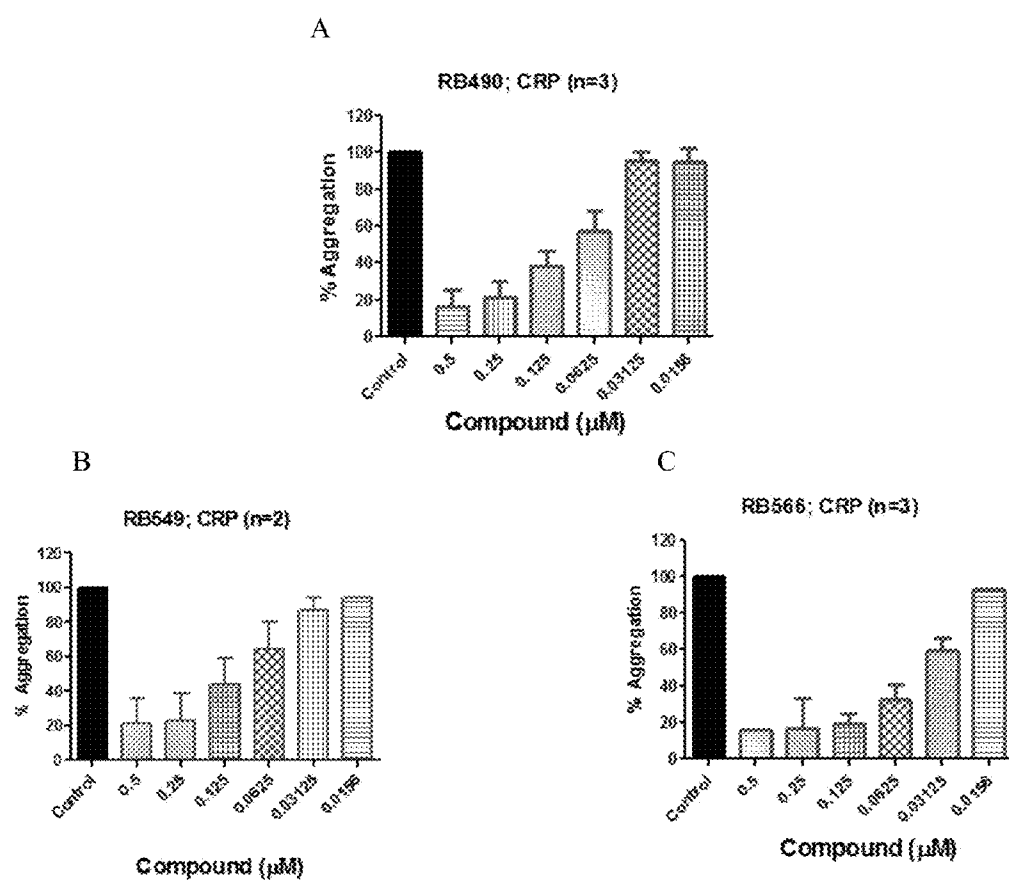 A
RB490; CRP (n=3)
% Aggregation
120
100
80
60
40
20
0
Control
0.5
0.25
0.125
0.0625
0.03125
0.0156
Compound (μM)
B
RB549; CRP (n=2)
% Aggregation
120
100
80
60
40
20
0
Control
0.5
0.25
0.125
0.0625
0.03125
0.0156
Compound (μM)
C
RB566; CRP (n=3)
% Aggregation
120
100
80
60
40
20
0
Control
0.5
0.25
0.125
0.0625
0.03125
0.0156
Compound (μM)